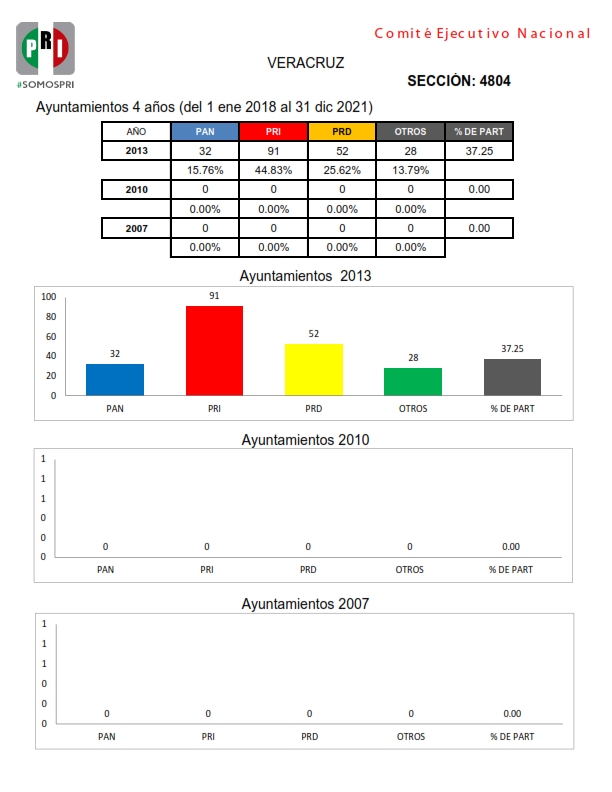 Comité Ejecutivo Nacional
PRI
#SOMOSPRI
VERACRUZ
SECCIÓN: 4804
Ayuntamientos 4 años (del 1 ene 2018 al 31 dic 2021)
AÑO PAN PRI PRD OTROS % DE PART
2013 32 91 52 28 37.25
15.76% 44.83% 25.62% 13.79%
2010 0 0 0 0 0.00
0.00% 0.00% 0.00% 0.00%
2007 0 0 0 0 0.00
0.00% 0.00% 0.00% 0.00%
Ayuntamientos 2013
100
80
60
40
20
0
32 91 52 28 37.25
PAN PRI PRD OTROS % DE PART
Ayuntamientos 2010
1
1
1
0
0
0
0 0 0 0 0.00
PAN PRI PRD OTROS % DE PART
Ayuntamientos 2007
1
1
1
0
0
0
0 0 0 0 0.00
PAN PRI PRD OTROS % DE PART